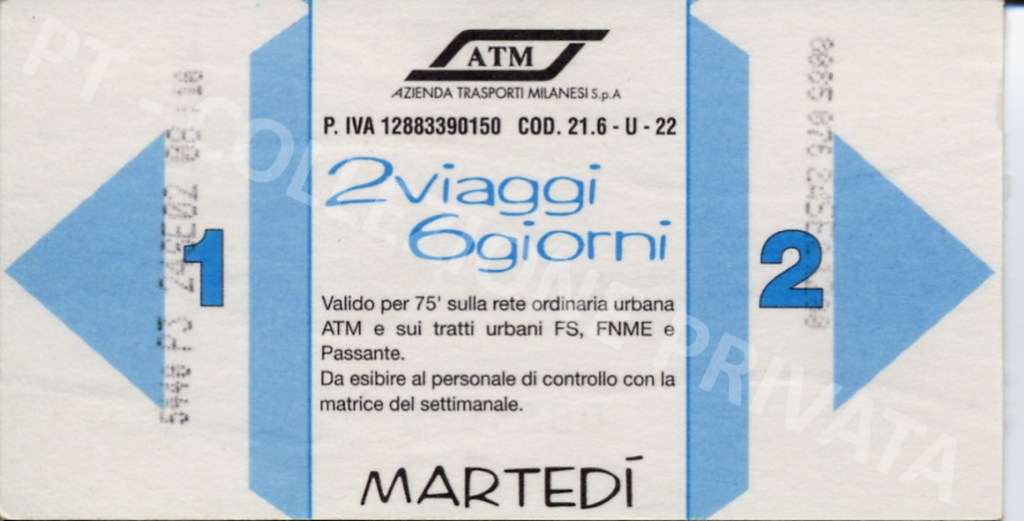 ATM
AZIENDA TRASPORTI MILANESI S.p.A
P. IVA 12883390150 COD. 21.6 - U - 22
2viaggi
6giorni
1
2
Valido per 75' sulla rete ordinaria urbana
ATM e sui tratti urbani FS, FNME e
Passante.
Da esibire al personale di controllo con la
matrice del settimanale.
MARTEDÍ
PT - COLLEZIONE PRIVATA